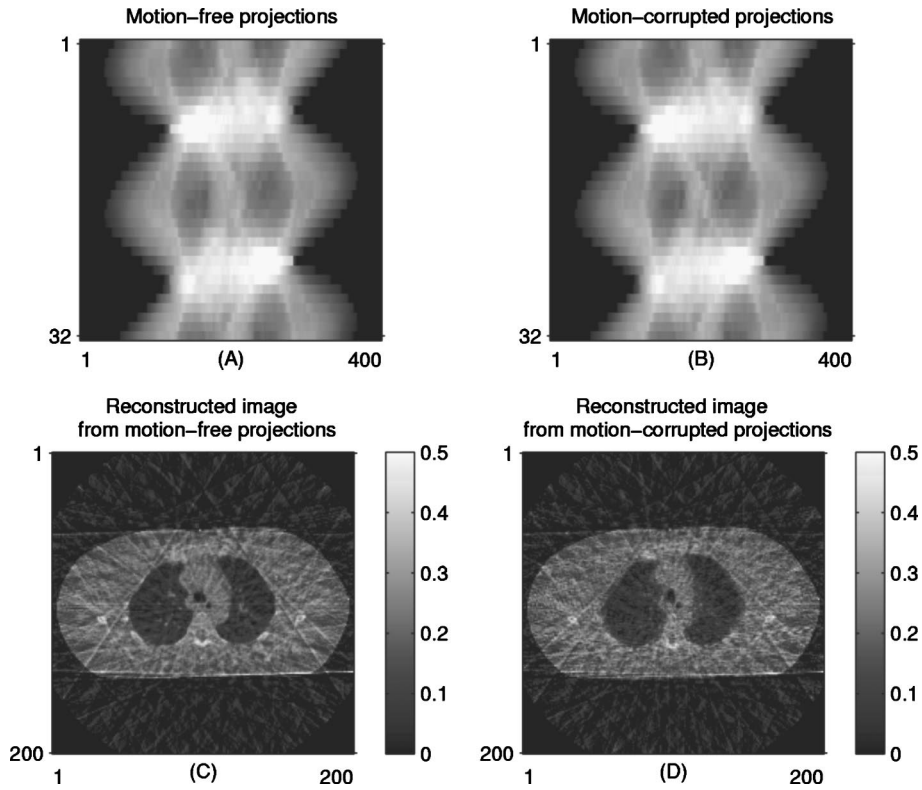 Motion–free projections
Motion–corrupted projections
1
32
1
(A)
400
1
32
1
(B)
400
Reconstructed image
from motion–free projections
Reconstructed image
from motion–corrupted projections
1
200
1
(C)
200
0.5
0.4
0.3
0.2
0.1
0
1
200
1
(D)
200
0.5
0.4
0.3
0.2
0.1
0